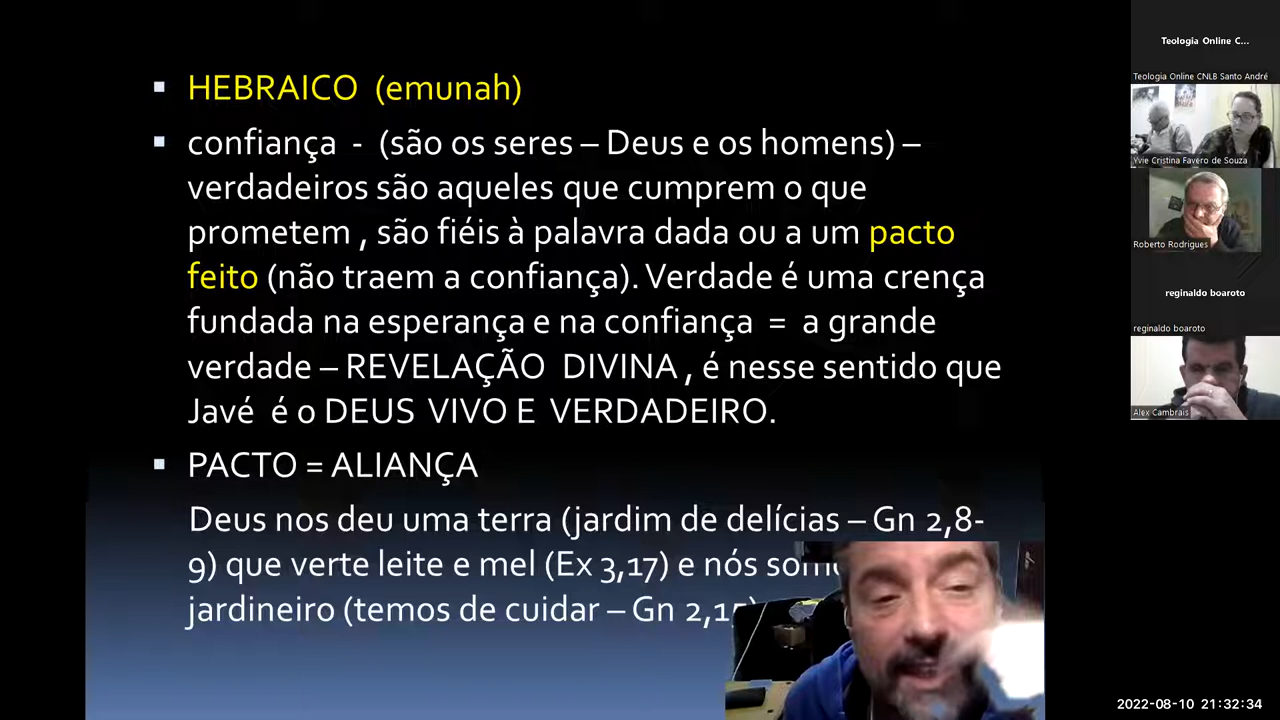 HEBRAICO (emunah)
confiança - (são os seres – Deus e os homens) –
verdadeiros são aqueles que cumprem o que
prometem , são fiéis à palavra dada ou a um pacto
feito (não traem a confiança). Verdade é uma crença
fundada na esperança e na confiança = a grande
verdade – REVELAÇÃO DIVINA , é nesse sentido que
Javé é o DEUS VIVO E VERDADEIRO.
PACTO = ALIANÇA
Deus nos deu uma terra (jardim de delícias – Gn 2,8-
9) que verte leite e mel (Ex 3,17) e nós
jardineiro (temos de cuidar – Gn
Teologia Online C...
Teologia Online CNLB Santo André
Yvie Cristina Favero de Souza
Roberto Rodrigues
reginaldo boaroto
reginaldo boaroto
Alex Cambrais
2022-08-10 21:32:34